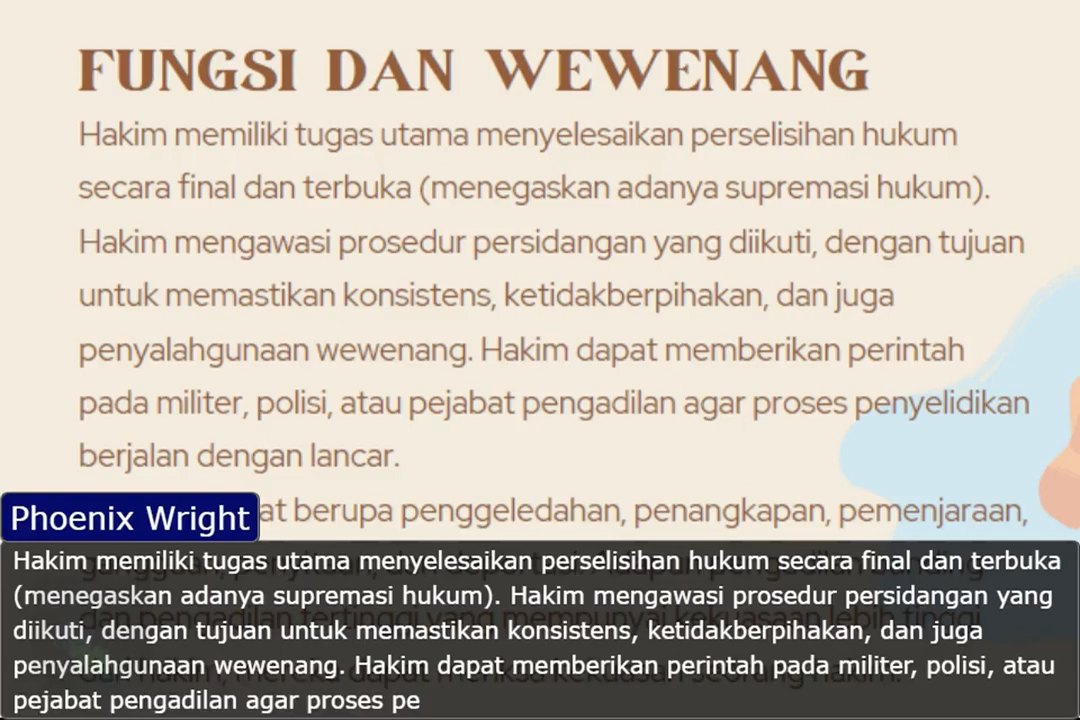 FUNGSI DAN WEWENANG
Hakim memiliki tugas utama menyelesaikan perselisihan hukum
secara final dan terbuka (menegaskan adanya supremasi hukum).
Hakim mengawasi prosedur persidangan yang diikuti, dengan tujuan
untuk memastikan konsistens, ketidakberpihakan, dan juga
penyalahgunaan wewenang. Hakim dapat memberikan perintah
pada militer, polisi, atau pejabat pengadilan agar proses penyelidikan
berjalan dengan lancar.
at berupa penggeledahan, penangkapan, pemenjaraan,
Phoenix Wright
Hakim memiliki tugas utama menyelesaikan perselisihan hukum secara final dan terbuka
(menegaskan adanya supremasi hukum). Hakim mengawasi prosedur persidangan yang
diikuti, dengan tujuan untuk memastikan konsistens, ketidakberpihakan, dan juga
penyalahgunaan wewenang. Hakim dapat memberikan perintah pada militer, polisi, atau
pejabat pengadilan agar proses pe